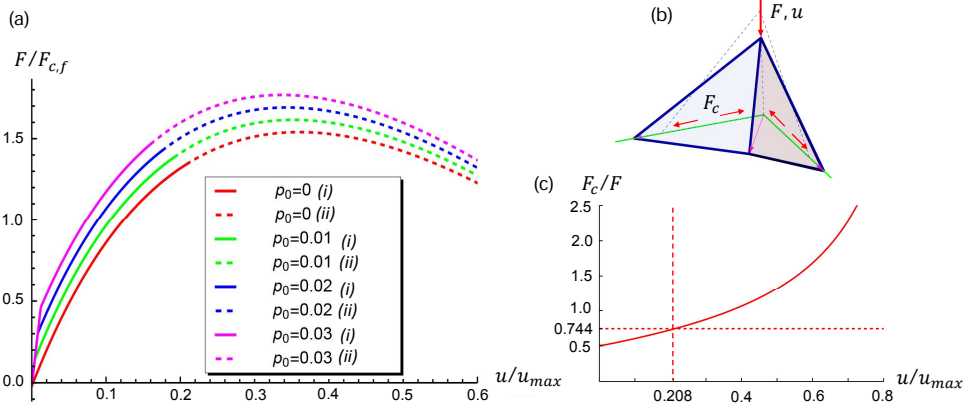 (a)
F/F_{c,f}
1.5
1.0
0.5
0.0
0.1
0.2
0.3
0.4
0.5
0.6
u/u_{max}
p_0=0 (i)
p_0=0 (ii)
p_0=0.01 (i)
p_0=0.01 (ii)
p_0=0.02 (i)
p_0=0.02 (ii)
p_0=0.03 (i)
p_0=0.03 (ii)
(b)
F, u
F_c
(c)
F_c/F
2.5
2.0
1.5
1.0
0.744
0.5
0.208
0.4
0.6
0.8
u/u_{max}